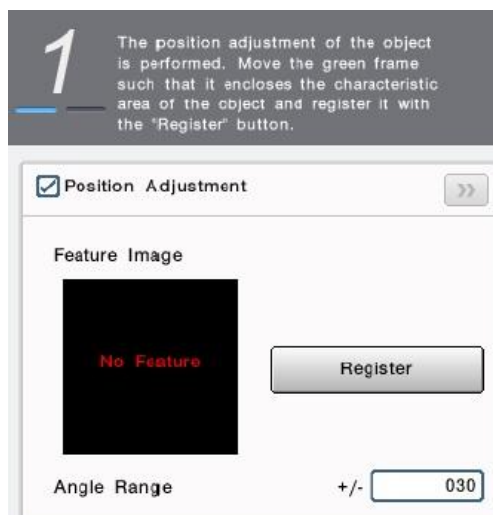 1
The position adjustment of the object
is performed. Move the green frame
such that it encloses the characteristic
area of the object and register it with
the "Register" button.
Position Adjustment
>>
Feature Image
No Feature
Register
Angle Range +/- 030